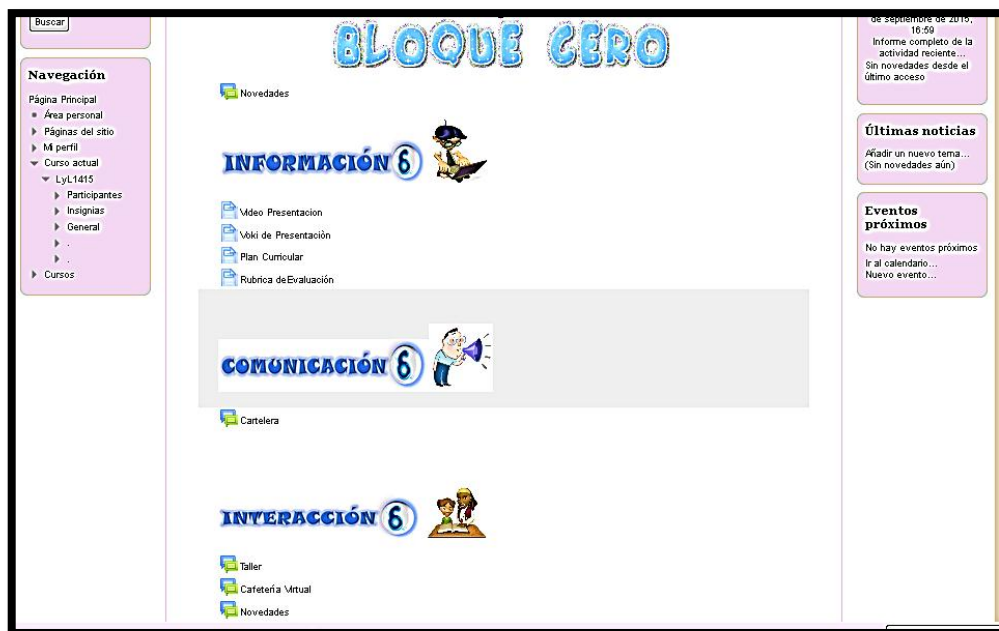 Buscar
Navegación
Página Principal
Área personal
Páginas del sitio
Mi perfil
Curso actual
LyL1415
Participantes
Insignias
General
.
.
Cursos
BLOQUE CERO
Novedades
INFORMACIÓN 6
Video Presentacion
Voki de Presentaciòn
Plan Curricular
Rubrica de Evaluación
COMUNICACIÓN 6
Cartelera
INTERACCIÓN 6
Taller
Cafetería Virtual
Novedades
de septiembre de 2015,
16:59
Informe completo de la
actividad reciente...
Sin novedades desde el
último acceso
Últimas noticias
Añadir un nuevo tema...
(Sin novedades aún)
Eventos
próximos
No hay eventos próximos
Ir al calendario...
Nuevo evento...